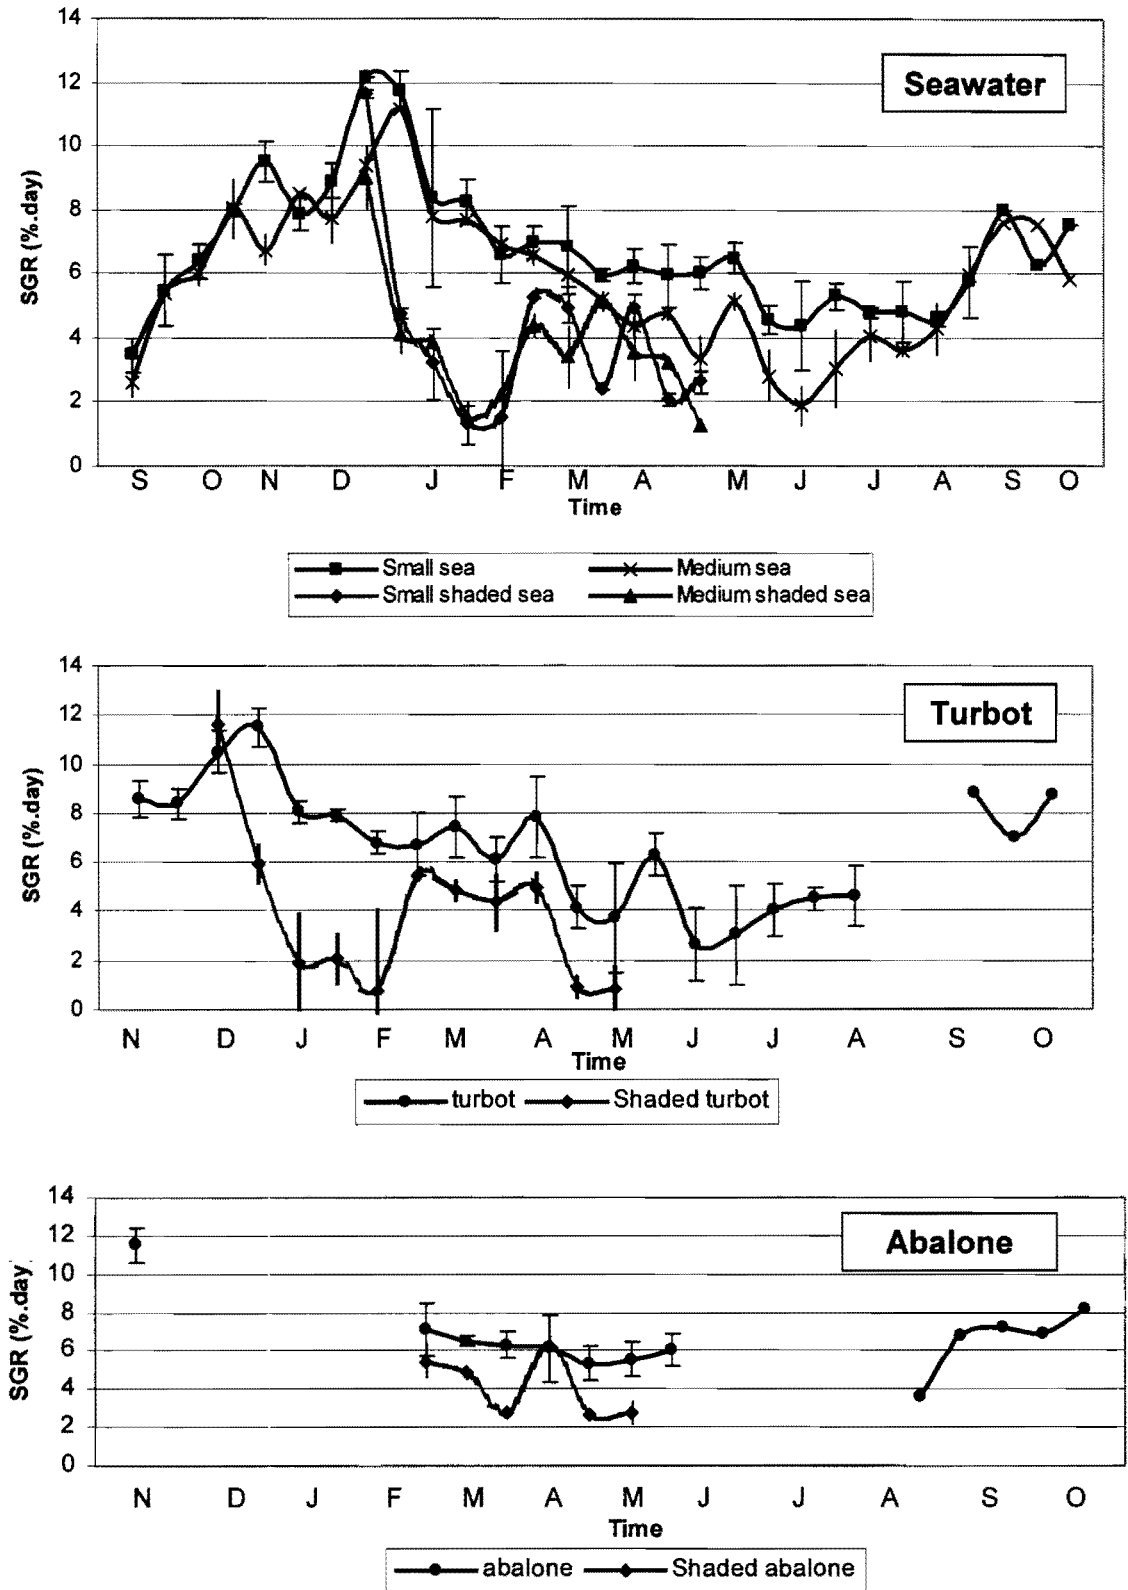 14
Seawater
12
10
8
6
4
2
0
SGR (%.day)
S O N D J F M A M J J A S O
Time
Small sea Medium sea
Small shaded sea Medium shaded sea
14
Turbot
12
10
8
6
4
2
0
SGR (%.day)
N D J F M A M J J A S O
Time
turbot Shaded turbot
14
Abalone
12
10
8
6
4
2
0
SGR (%.day)
N D J F M A M J J A S O
Time
abalone Shaded abalone